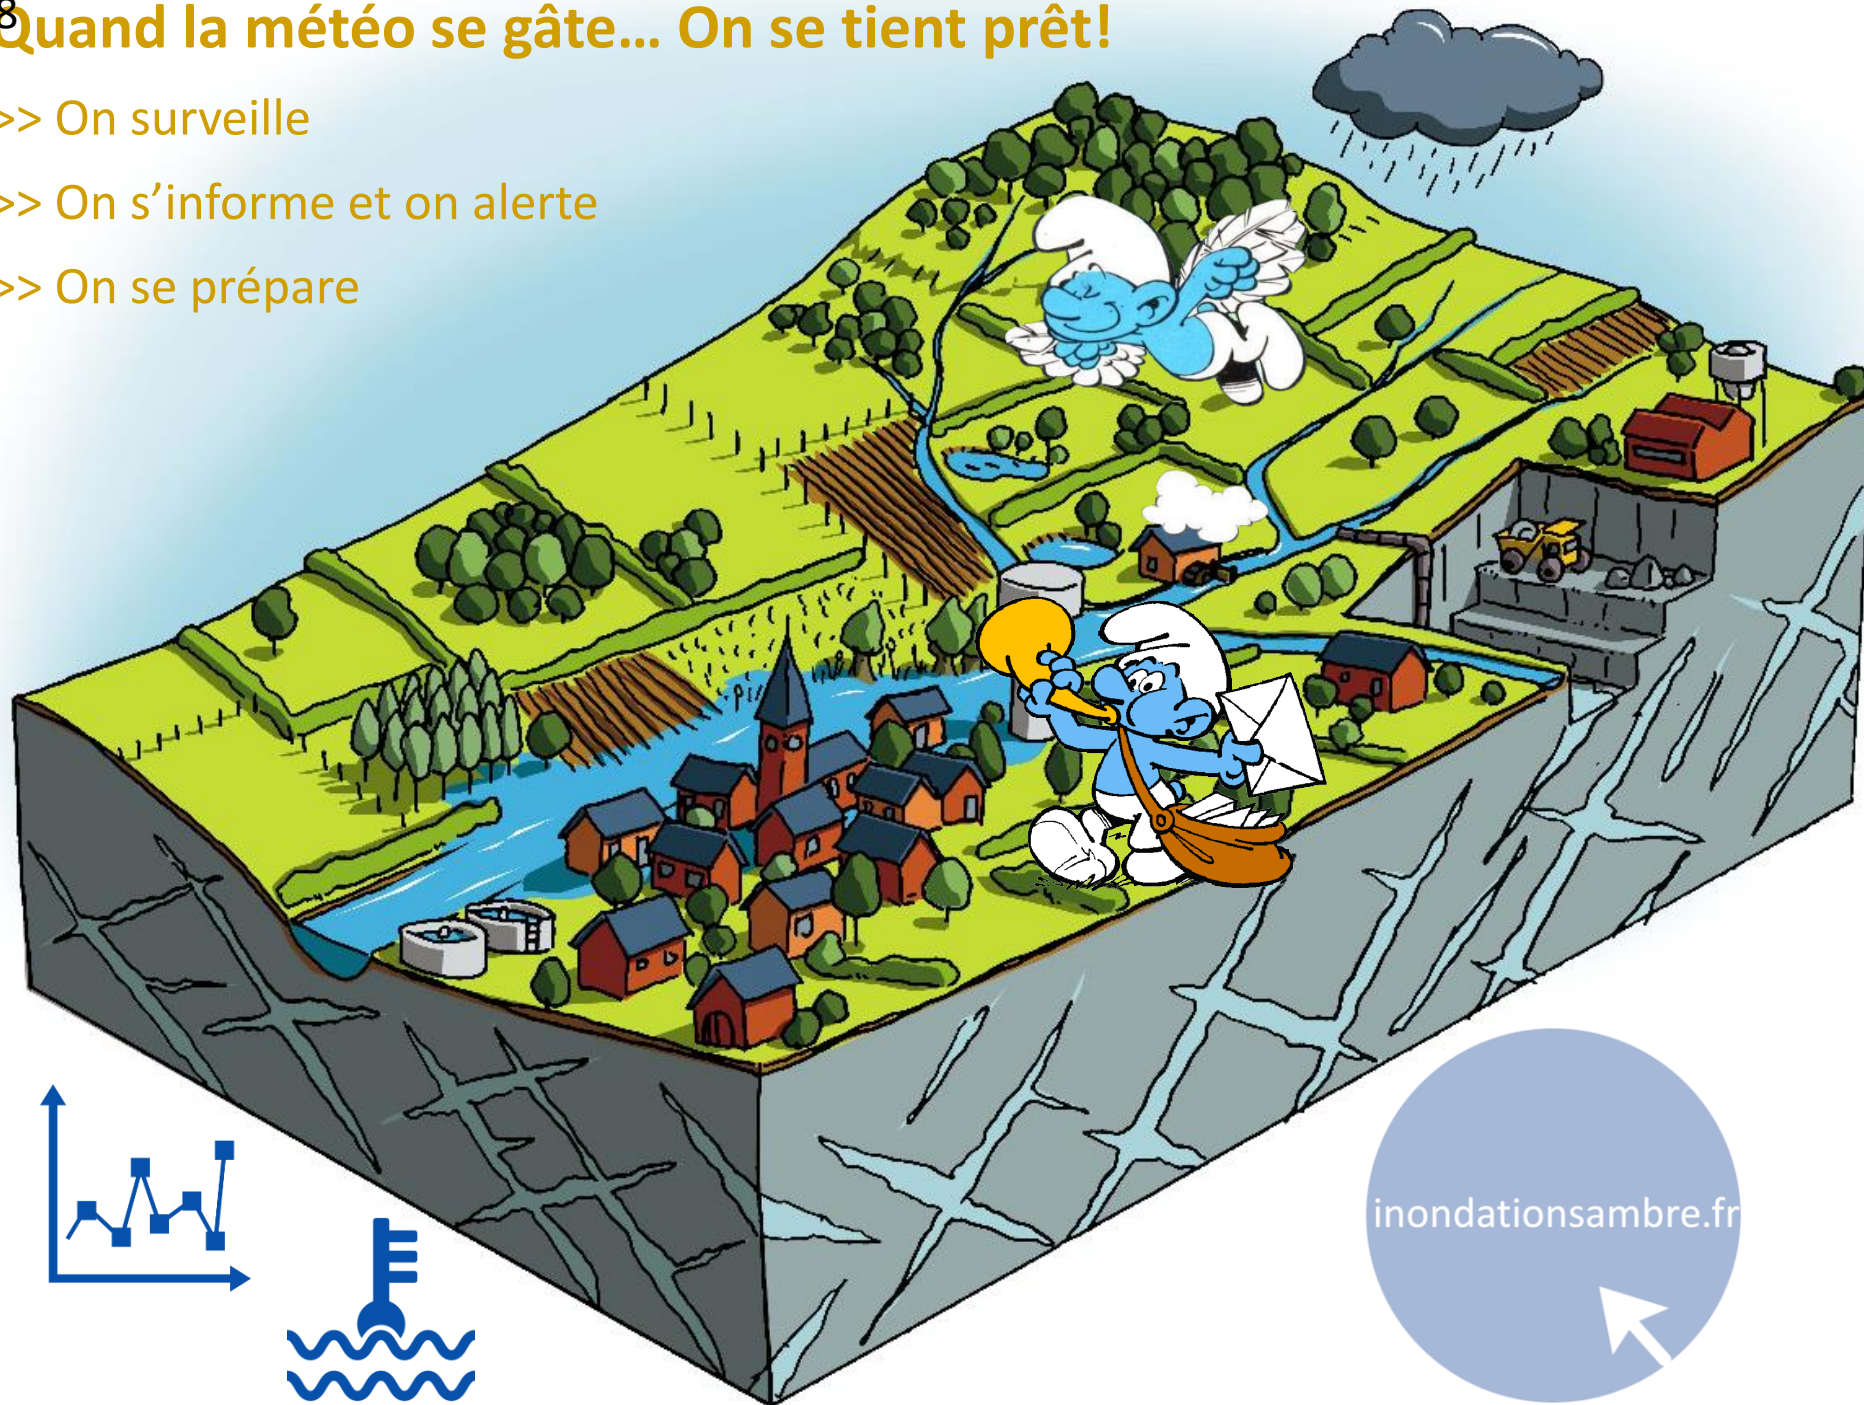 8
Quand la météo se gâte... On se tient prêt!
>> On surveille
>> On s'informe et on alerte
>> On se prépare
inondationsambre.fr